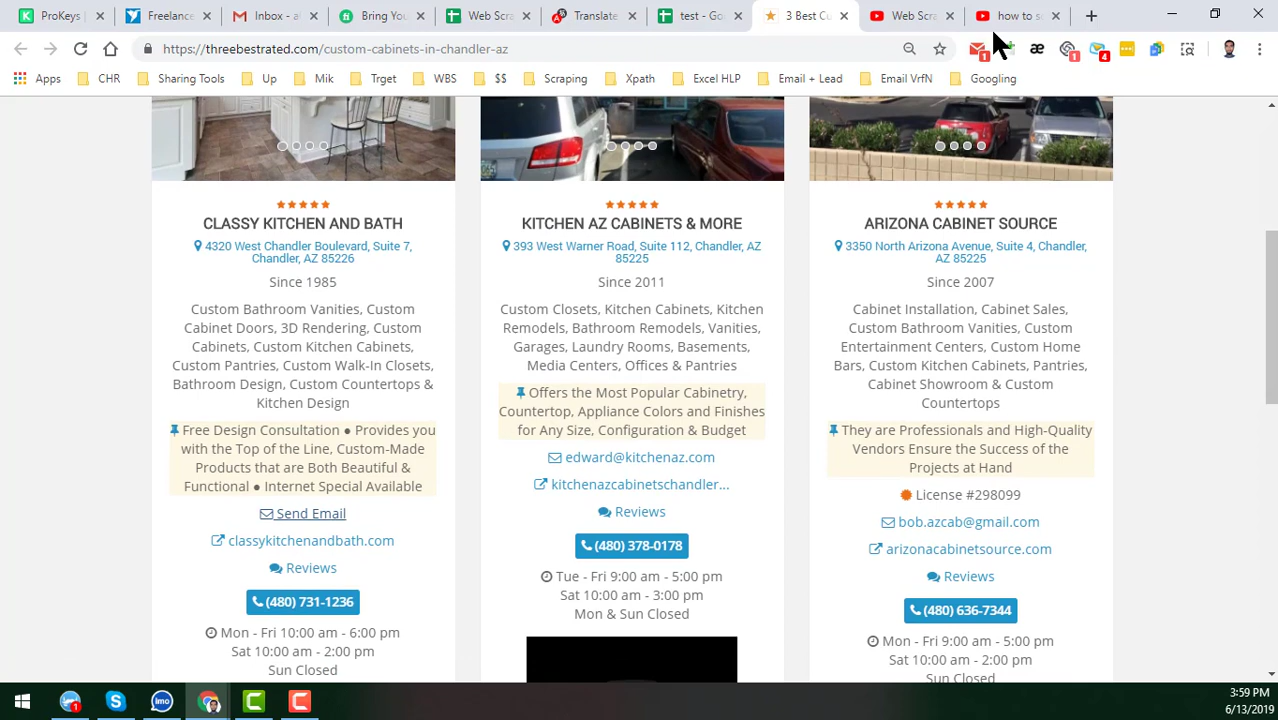 ProKeys |
Freelance
Inbox - a
Bring You
Web Scra
Translate
test - Go
3 Best Cu
Web Scra
how to sc
https://threebestrated.com/custom-cabinets-in-chandler-az
1
1
4
Apps
CHR
Sharing Tools
Mik
Trget
WBS
$$
Scraping
Xpath
Excel HLP
Email + Lead
Email VrfN
Googling
CLASSY KITCHEN AND BATH
4320 West Chandler Boulevard, Suite 7,
Chandler, AZ 85226
Since 1985
Custom Bathroom Vanities, Custom
Cabinet Doors, 3D Rendering, Custom
Cabinets, Custom Kitchen Cabinets,
Custom Pantries, Custom Walk-In Closets,
Bathroom Design, Custom Countertops &
Kitchen Design
Free Design Consultation ● Provides you
with the Top of the Line, Custom-Made
Products that are Both Beautiful &
Functional ● Internet Special Available
Send Email
classykitchenandbath.com
Reviews
(480) 731-1236
Mon - Fri 10:00 am - 6:00 pm
Sat 10:00 am - 2:00 pm
Sun Closed
KITCHEN AZ CABINETS & MORE
393 West Warner Road, Suite 112, Chandler, AZ
85225
Since 2011
Custom Closets, Kitchen Cabinets, Kitchen
Remodels, Bathroom Remodels, Vanities,
Garages, Laundry Rooms, Basements,
Media Centers, Offices & Pantries
Offers the Most Popular Cabinetry,
Countertop, Appliance Colors and Finishes
for Any Size, Configuration & Budget
edward@kitchenaz.com
kitchenazcabinetschandler...
Reviews
(480) 378-0178
Tue - Fri 9:00 am - 5:00 pm
Sat 10:00 am - 3:00 pm
Mon & Sun Closed
ARIZONA CABINET SOURCE
3350 North Arizona Avenue, Suite 4, Chandler,
AZ 85225
Since 2007
Cabinet Installation, Cabinet Sales,
Custom Bathroom Vanities, Custom
Entertainment Centers, Custom Home
Bars, Custom Kitchen Cabinets, Pantries,
Cabinet Showroom & Custom
Countertops
They are Professionals and High-Quality
Vendors Ensure the Success of the
Projects at Hand
License #298099
bob.azcab@gmail.com
arizonacabinetsource.com
Reviews
(480) 636-7344
Mon - Fri 9:00 am - 5:00 pm
Sat 10:00 am - 2:00 pm
Sun Closed
3:59 PM
6/13/2019